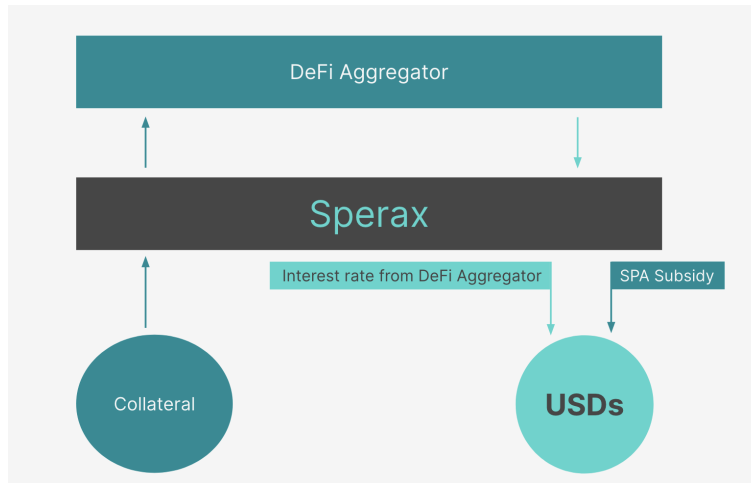 DeFi Aggregator
Sperax
Interest rate from DeFi Aggregator
SPA Subsidy
Collateral
USDs